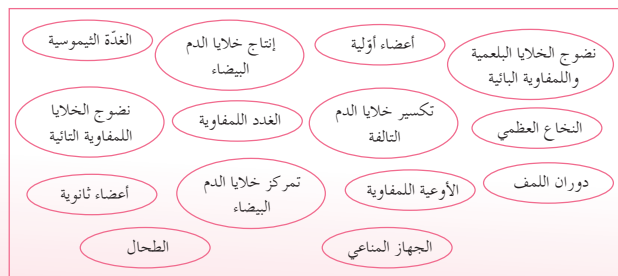 نضوج الخلايا البلعمية
واللمفاوية البائية
أعضاء أوّلية
إنتاج خلايا الدم
البيضاء
الغدّة الثيموسية
النخاع العظمي
تكسير خلايا الدم
التالفة
الغدد اللمفاوية
نضوج الخلايا
اللمفاوية التائية
دوران اللمف
الأوعية اللمفاوية
تمركز خلايا الدم
البيضاء
أعضاء ثانوية
الجهاز المناعي
الطحال